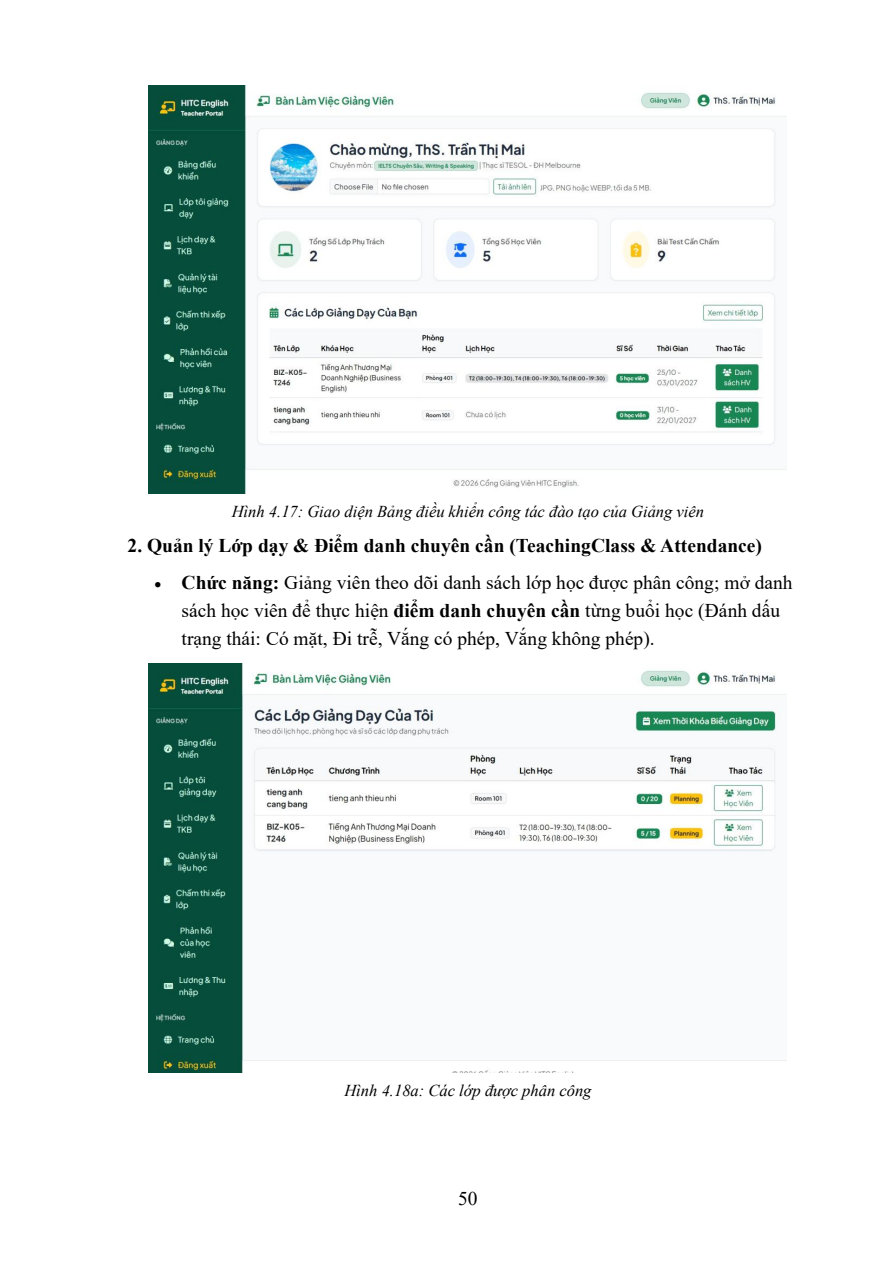 HITC English
Teacher Portal
GIẢNG DẠY
Bảng điều
khiển
Lớp tôi giảng
dạy
Lịch dạy &
TKB
Quản lý tài
liệu học
Chấm thi xếp
lớp
Phản hồi của
học viên
Lương & Thu
nhập
HỆ THỐNG
Trang chủ
Đăng xuất
Bàn Làm Việc Giảng Viên
Giảng Viên ThS. Trần Thị Mai
Chào mừng, ThS. Trần Thị Mai
Chuyên môn: IELTS Chuyên Sâu, Writing & Speaking | Thạc sĩ TESOL - ĐH Melbourne
Choose File No file chosen Tải ảnh lên JPG, PNG hoặc WEBP, tối đa 5 MB.
Tổng Số Lớp Phụ Trách
2
Tổng Số Học Viên
5
Bài Test Cần Chấm
9
Các Lớp Giảng Dạy Của Bạn
Xem chi tiết lớp
Tên Lớp Khóa Học Phòng Học Lịch Học Sĩ Số Thời Gian Thao Tác
BIZ-K05-T246 Tiếng Anh Thương Mại Doanh Nghiệp (Business English) Phòng 401 T2 (18:00-19:30), T4 (18:00-19:30), T6 (18:00-19:30) 5 học viên 25/10 - 03/01/2027 Danh sách HV
tieng anh cang bang tieng anh thieu nhi Room 101 Chưa có lịch 0 học viên 31/10 - 22/01/2027 Danh sách HV
© 2026 Cổng Giảng Viên HITC English.
Hình 4.17: Giao diện Bảng điều khiển công tác đào tạo của Giảng viên
2. Quản lý Lớp dạy & Điểm danh chuyên cần (TeachingClass & Attendance)
• Chức năng: Giảng viên theo dõi danh sách lớp học được phân công; mở danh
sách học viên để thực hiện điểm danh chuyên cần từng buổi học (Đánh dấu
trạng thái: Có mặt, Đi trễ, Vắng có phép, Vắng không phép).
HITC English
Teacher Portal
GIẢNG DẠY
Bảng điều
khiển
Lớp tôi
giảng dạy
Lịch dạy &
TKB
Quản lý tài
liệu học
Chấm thi xếp
lớp
Phản hồi
của học
viên
Lương & Thu
nhập
HỆ THỐNG
Trang chủ
Đăng xuất
Bàn Làm Việc Giảng Viên
Giảng Viên ThS. Trần Thị Mai
Các Lớp Giảng Dạy Của Tôi
Theo dõi lịch học, phòng học và sĩ số các lớp đang phụ trách
Xem Thời Khóa Biểu Giảng Dạy
Tên Lớp Học Chương Trình Phòng Học Lịch Học Sĩ Số Trạng Thái Thao Tác
tieng anh cang bang tieng anh thieu nhi Room 101 0 / 20 Planning Xem Học Viên
BIZ-K05-T246 Tiếng Anh Thương Mại Doanh Nghiệp (Business English) Phòng 401 T2 (18:00-19:30), T4 (18:00-19:30), T6 (18:00-19:30) 5 / 15 Planning Xem Học Viên
Hình 4.18a: Các lớp được phân công
50